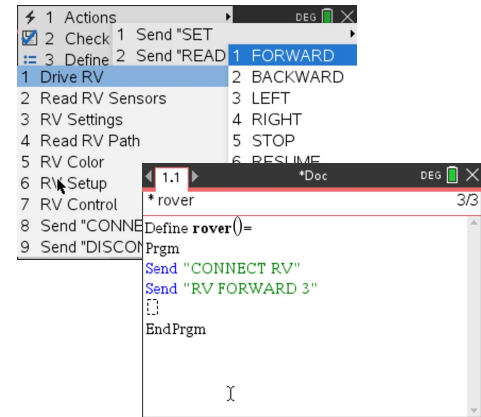 1 Actions DEG
2 Check
3 Define
1 Send "SET
2 Send "READ
1 Drive RV
2 Read RV Sensors
3 RV Settings
4 Read RV Path
5 RV Color
6 RV Setup
7 RV Control
8 Send "CONNE
9 Send "DISCON
1 FORWARD
2 BACKWARD
3 LEFT
4 RIGHT
5 STOP
6 RESUME
1.1 *Doc DEG
* rover 3/3
Define rover()=
Prgm
Send "CONNECT RV"
Send "RV FORWARD 3"
EndPrgm